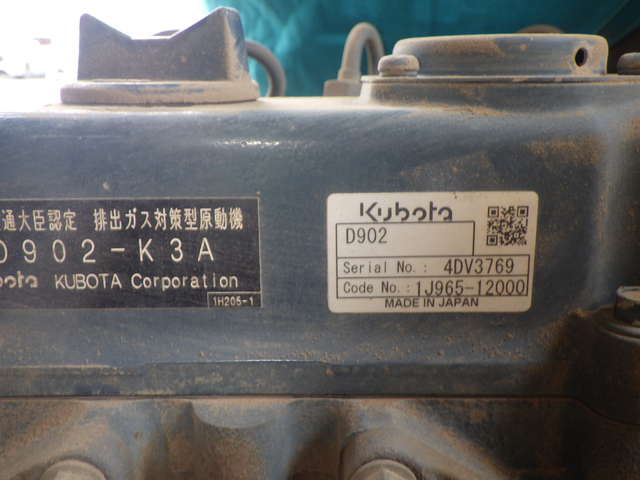 通大臣認定 排出ガス対策型原動機
D902-K3A
bota KUBOTA Corporation
1H206-1
Kubota
D902
Serial No.: 4DV3769
Code No.: 1J965-12000
MADE IN JAPAN